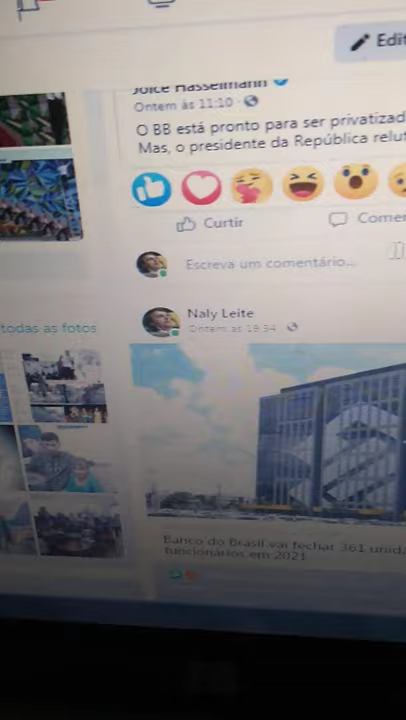 Edit
Joice Hasselmann
Ontem às 11:10
O BB está pronto para ser privatizad
Mas, o presidente da República relut
Curtir
Comen
Escreva um comentário...
Naly Leite
Ontem às 19:34
todas as fotos
Banco do Brasil vai fechar 361 unida
funcionários em 2021